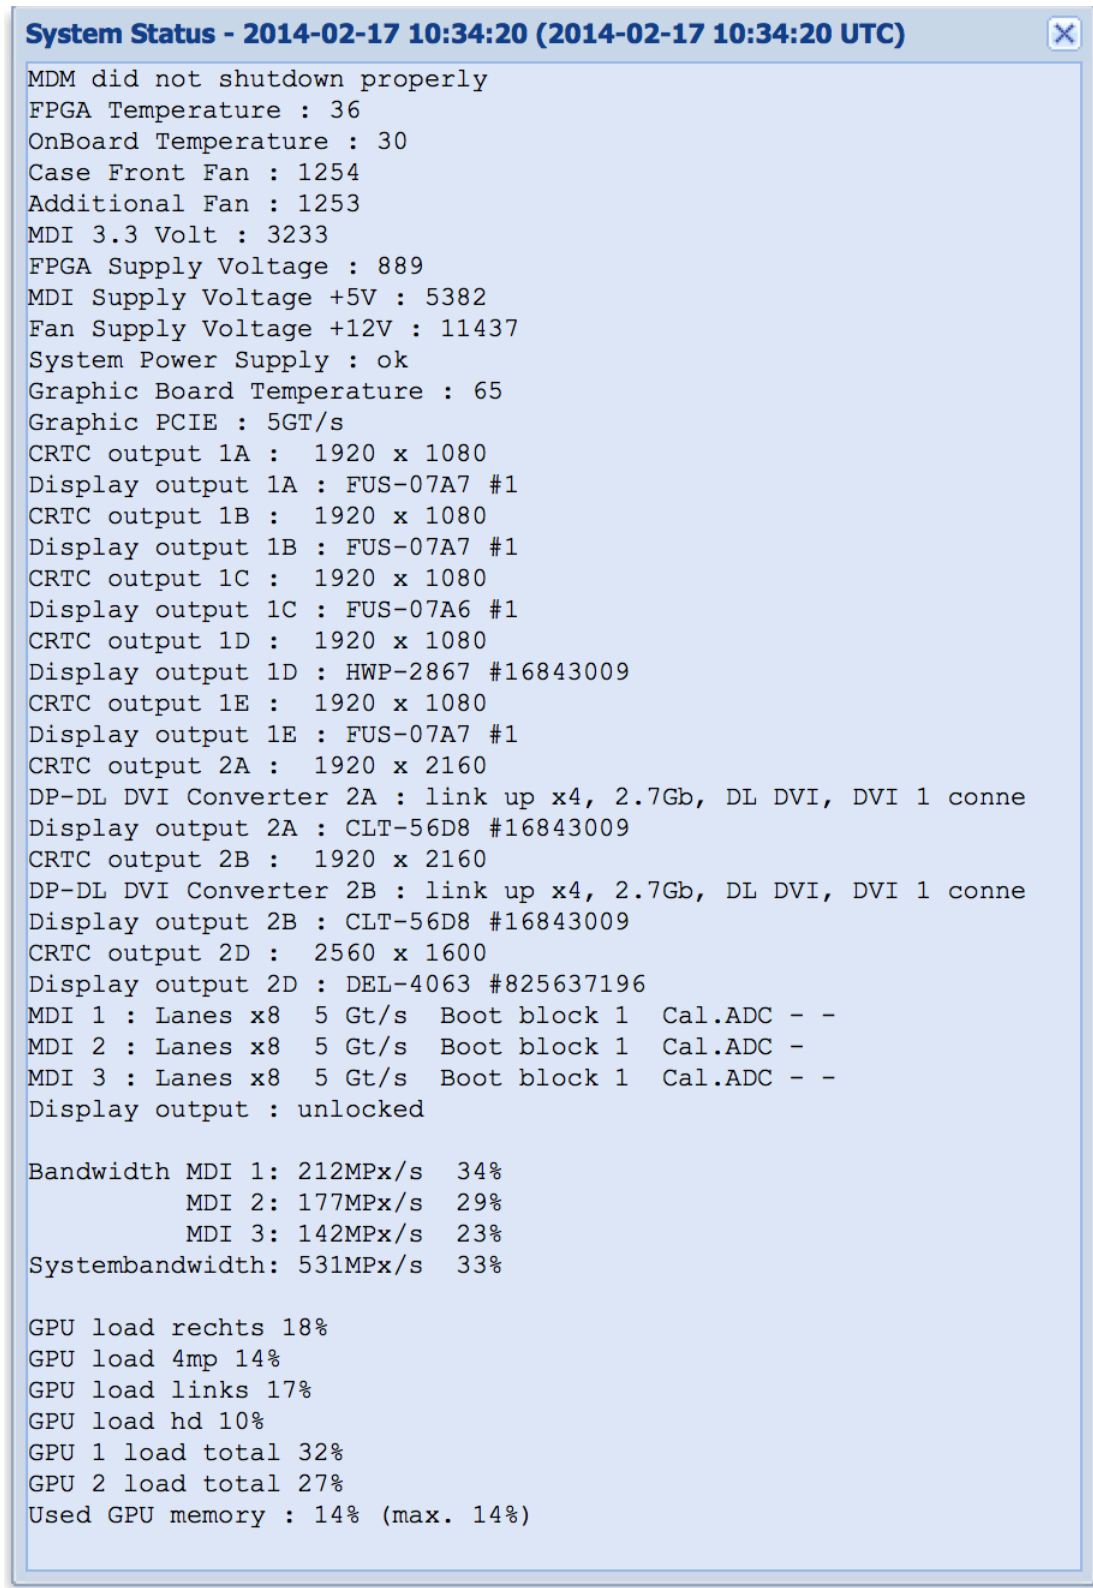 System Status - 2014-02-17 10:34:20 (2014-02-17 10:34:20 UTC)
MDM did not shutdown properly
FPGA Temperature : 36
OnBoard Temperature : 30
Case Front Fan : 1254
Additional Fan : 1253
MDI 3.3 Volt : 3233
FPGA Supply Voltage : 889
MDI Supply Voltage +5V : 5382
Fan Supply Voltage +12V : 11437
System Power Supply : ok
Graphic Board Temperature : 65
Graphic PCIE : 5GT/s
CRTC output 1A :  1920 x 1080
Display output 1A : FUS-07A7 #1
CRTC output 1B :  1920 x 1080
Display output 1B : FUS-07A7 #1
CRTC output 1C :  1920 x 1080
Display output 1C : FUS-07A6 #1
CRTC output 1D :  1920 x 1080
Display output 1D : HWP-2867 #16843009
CRTC output 1E :  1920 x 1080
Display output 1E : FUS-07A7 #1
CRTC output 2A :  1920 x 2160
DP-DL DVI Converter 2A : link up x4, 2.7Gb, DL DVI, DVI 1 conne
Display output 2A : CLT-56D8 #16843009
CRTC output 2B :  1920 x 2160
DP-DL DVI Converter 2B : link up x4, 2.7Gb, DL DVI, DVI 1 conne
Display output 2B : CLT-56D8 #16843009
CRTC output 2D :  2560 x 1600
Display output 2D : DEL-4063 #825637196
MDI 1 : Lanes x8  5 Gt/s  Boot block 1  Cal.ADC - -
MDI 2 : Lanes x8  5 Gt/s  Boot block 1  Cal.ADC -
MDI 3 : Lanes x8  5 Gt/s  Boot block 1  Cal.ADC - -
Display output : unlocked
Bandwidth MDI 1: 212MPx/s  34%
MDI 2: 177MPx/s  29%
MDI 3: 142MPx/s  23%
Systembandwidth: 531MPx/s  33%
GPU load rechts 18%
GPU load 4mp 14%
GPU load links 17%
GPU load hd 10%
GPU 1 load total 32%
GPU 2 load total 27%
Used GPU memory : 14% (max. 14%)